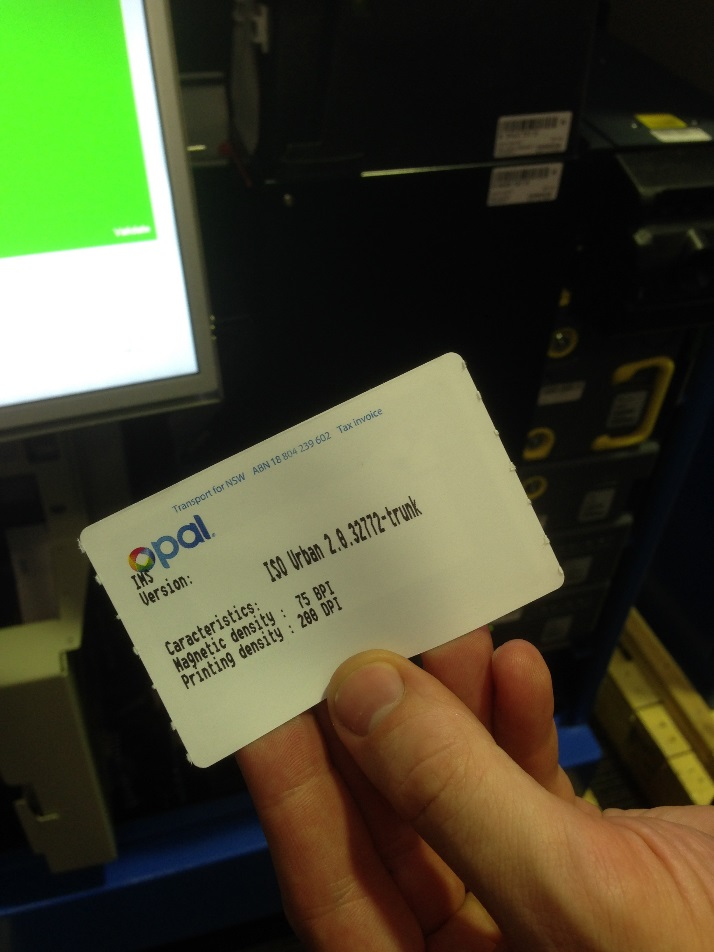 Transport for NSW ABN 18 804 239 602 Tax invoice
opal.
IMS
Version: ISO Urban 2.0.32772-trunk
Caracteristics:
Magnetic density : 75 BPI
Printing density : 200 DPI